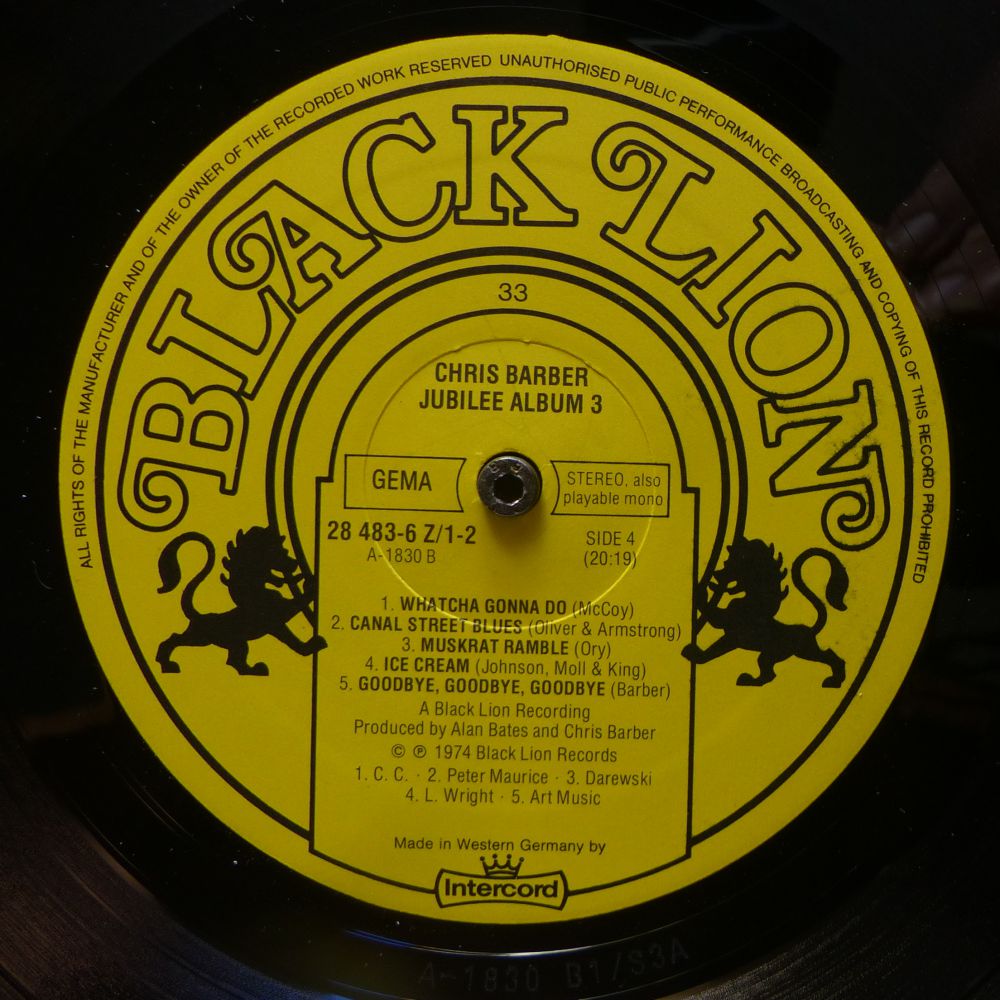 ALL RIGHTS OF THE MANUFACTURER AND OF THE OWNER OF THE RECORDED WORK RESERVED UNAUTHORISED PUBLIC PERFORMANCE BROADCASTING AND COPYING OF THIS RECORD PROHIBITED
BLACK LION
33
CHRIS BARBER
JUBILEE ALBUM 3
GEMA
STEREO, also
playable mono
28 483-6 Z/1-2
A-1830 B
SIDE 4
(20:19)
1. WHATCHA GONNA DO (McCoy)
2. CANAL STREET BLUES (Oliver & Armstrong)
3. MUSKRAT RAMBLE (Ory)
4. ICE CREAM (Johnson, Moll & King)
5. GOODBYE, GOODBYE, GOODBYE (Barber)
A Black Lion Recording
Produced by Alan Bates and Chris Barber
© ℗ 1974 Black Lion Records
1. C. C. · 2. Peter Maurice · 3. Darewski
4. L. Wright · 5. Art Music
Made in Western Germany by
Intercord
A-1830 B1/S3A